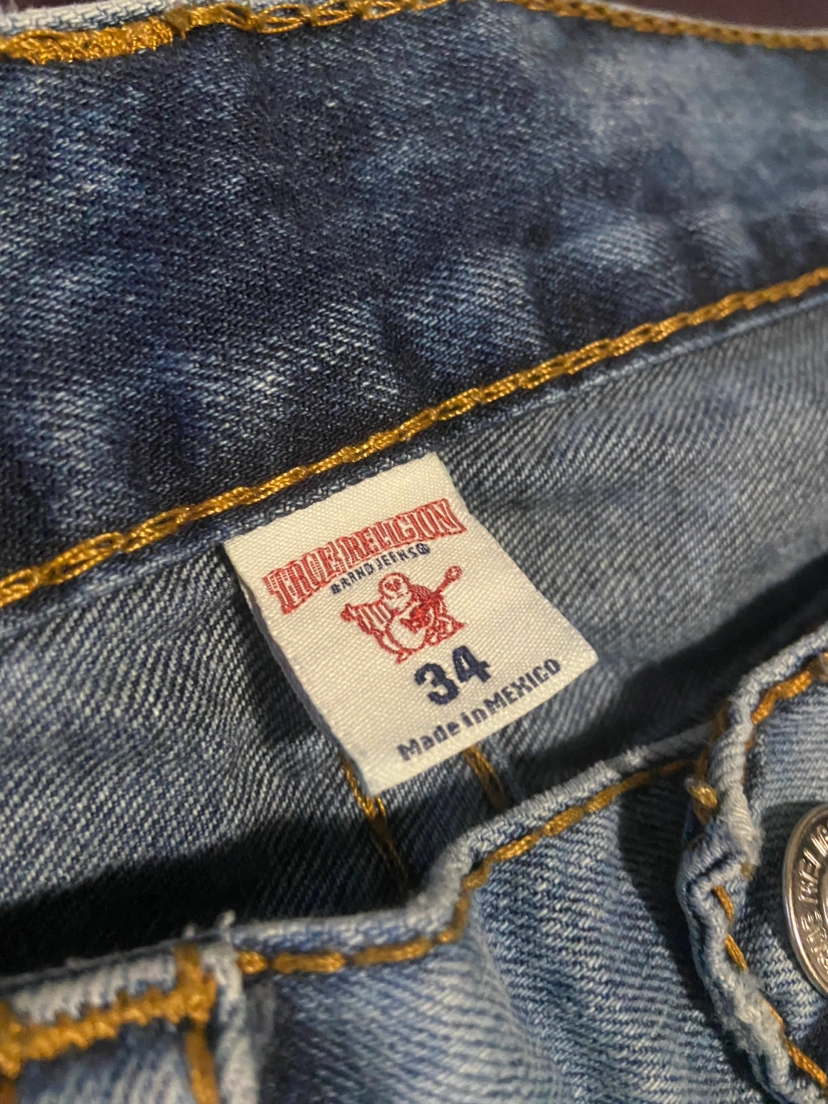 TRUE RELIGION
BRAND JEANS®
34
Made in MEXICO